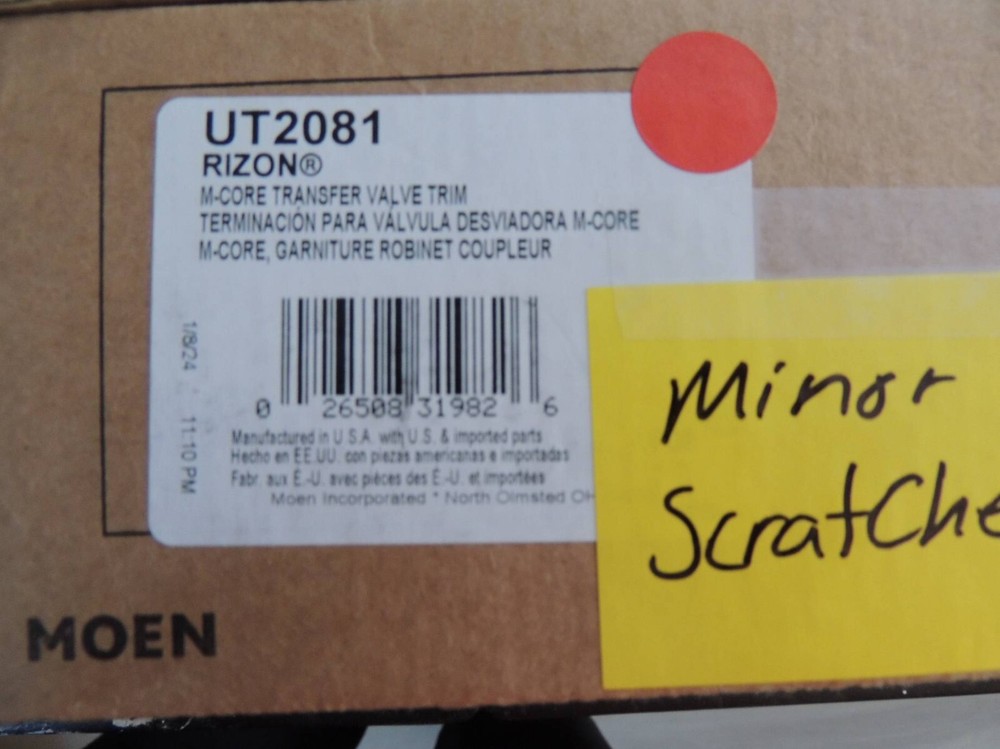 UT2081
RIZON®
M-CORE TRANSFER VALVE TRIM
TERMINACIÓN PARA VÁLVULA DESVIADORA M-CORE
M-CORE, GARNITURE ROBINET COUPLEUR
1/8/24 11:10 PM
0 26508 31982 6
Manufactured in U.S.A. with U.S. & imported parts
Hecho en EE.UU. con piezas americanas e importadas
Fabr. aux É.-U. avec pièces des É.-U. et importées
Moen Incorporated * North Olmsted OH
Minor
Scratche
MOEN